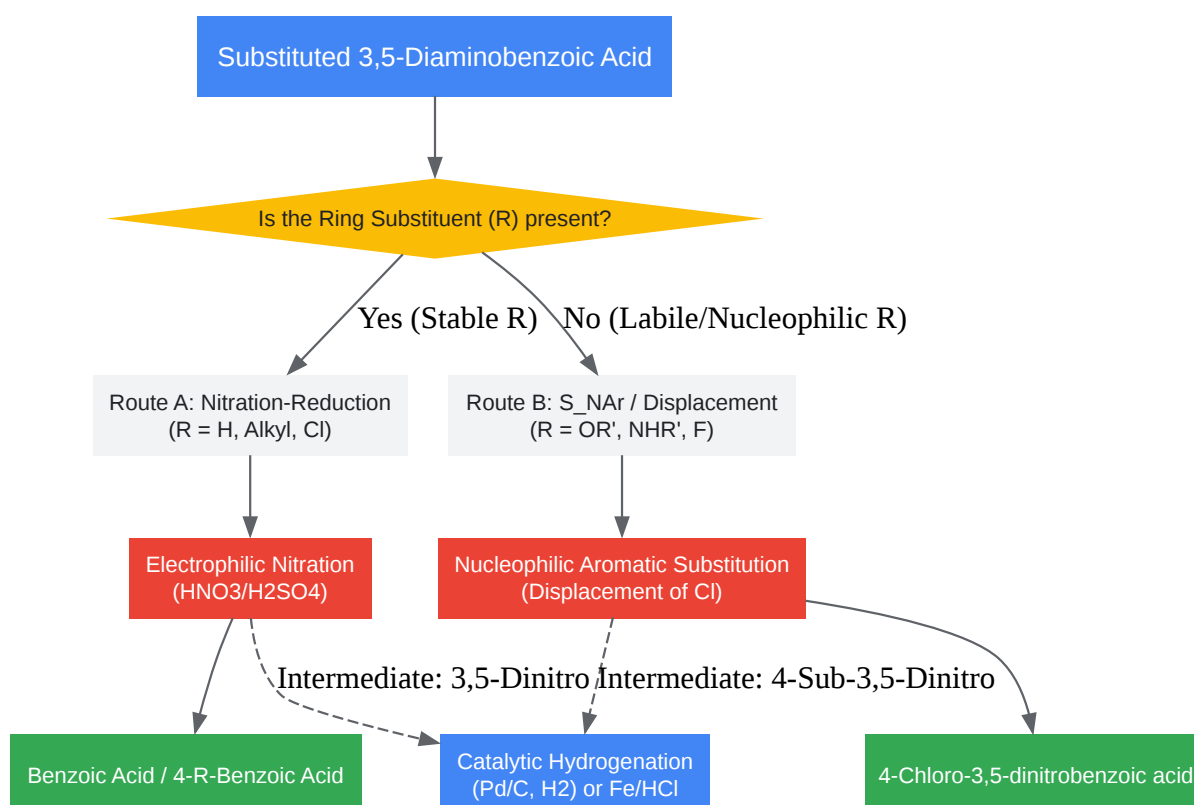 Substituted 3,5-Diaminobenzoic Acid
Is the Ring Substituent (R) present?
Yes (Stable R)
No (Labile/Nucleophilic R)
Route A: Nitration-Reduction
(R = H, Alkyl, Cl)
Route B: S_NAr / Displacement
(R = OR', NHR', F)
Electrophilic Nitration
(HNO3/H2SO4)
Nucleophilic Aromatic Substitution
(Displacement of Cl)
Intermediate: 3,5-Dinitro
Intermediate: 4-Sub-3,5-Dinitro
Benzoic Acid / 4-R-Benzoic Acid
Catalytic Hydrogenation
(Pd/C, H2) or Fe/HCl
4-Chloro-3,5-dinitrobenzoic acid